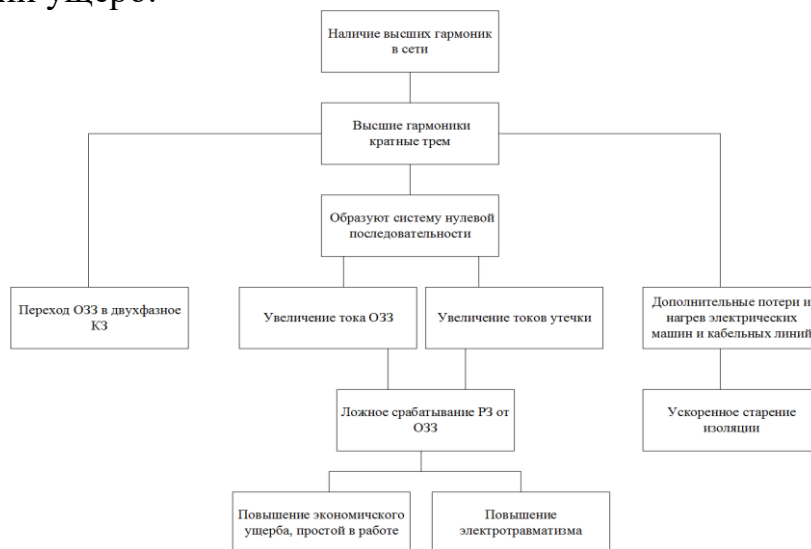 ущерб.
Наличие высших гармоник
в сети
Высшие гармоники
кратные трем
Образуют систему нулевой
последовательности
Переход ОЗЗ в двухфазное
КЗ
Увеличение тока ОЗЗ
Увеличение токов утечки
Дополнительные потери и
нагрев электрических
машин и кабельных линий
Ложное срабатывание РЗ от
ОЗЗ
Ускоренное старение
изоляции
Повышение экономического
ущерба, простой в работе
Повышение
электротравматизма